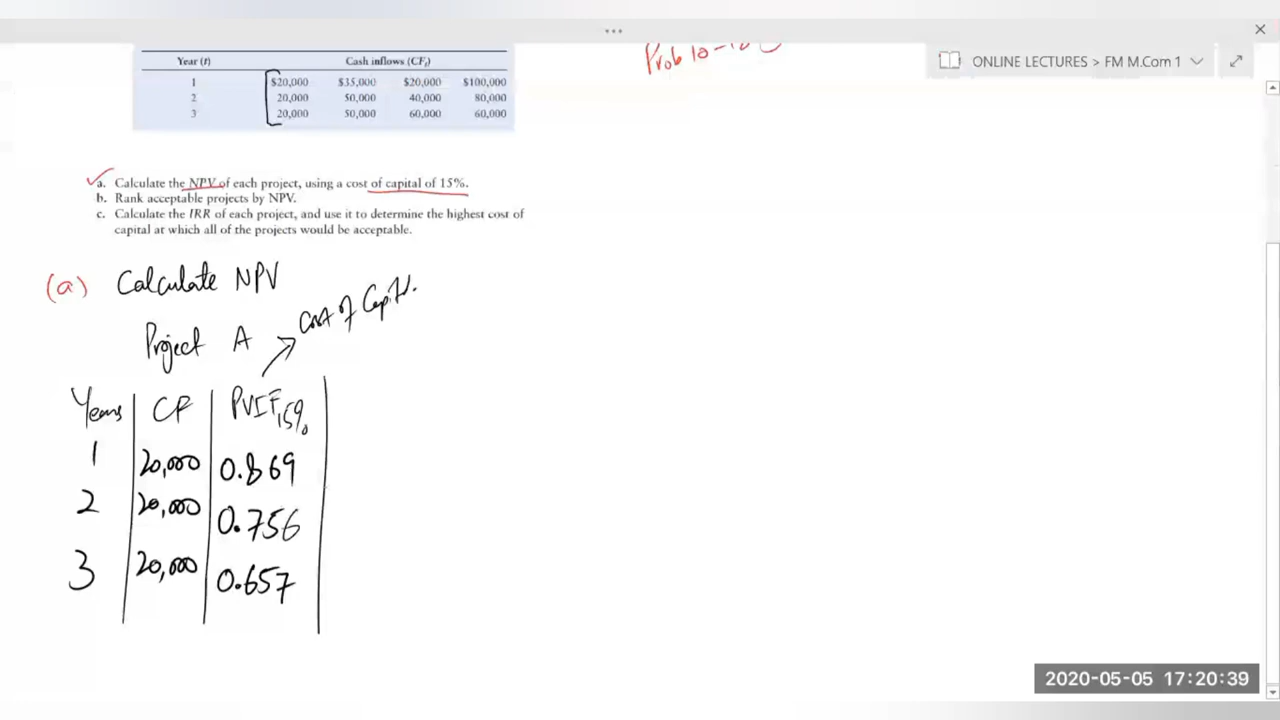 ONLINE LECTURES > FM M.Com 1
Prob 10-
Year (t) Cash inflows (CFt)
1 $20,000 $35,000 $20,000 $100,000
2 20,000 50,000 40,000 80,000
3 20,000 50,000 60,000 60,000
a. Calculate the NPV of each project, using a cost of capital of 15%.
b. Rank acceptable projects by NPV.
c. Calculate the IRR of each project, and use it to determine the highest cost of
capital at which all of the projects would be acceptable.
(a) Calculate NPV
Cost of Capital.
Project A
Years CF PVIF15%
1 20,000 0.869
2 20,000 0.756
3 20,000 0.657
2020-05-05 17:20:39